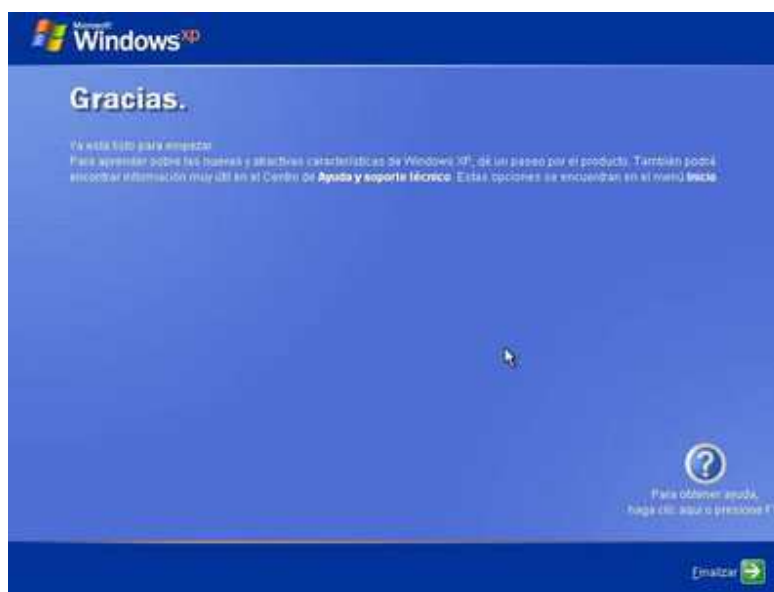 Microsoft
Windows xp
Gracias.
Ya está listo para empezar
Para aprender sobre las nuevas y atractivas características de Windows XP, dé un paseo por el producto. También podrá
encontrar información muy útil en el Centro de Ayuda y soporte técnico. Estas opciones se encuentran en el menú Inicio
Para obtener ayuda,
haga clic aquí o presione F
Finalizar